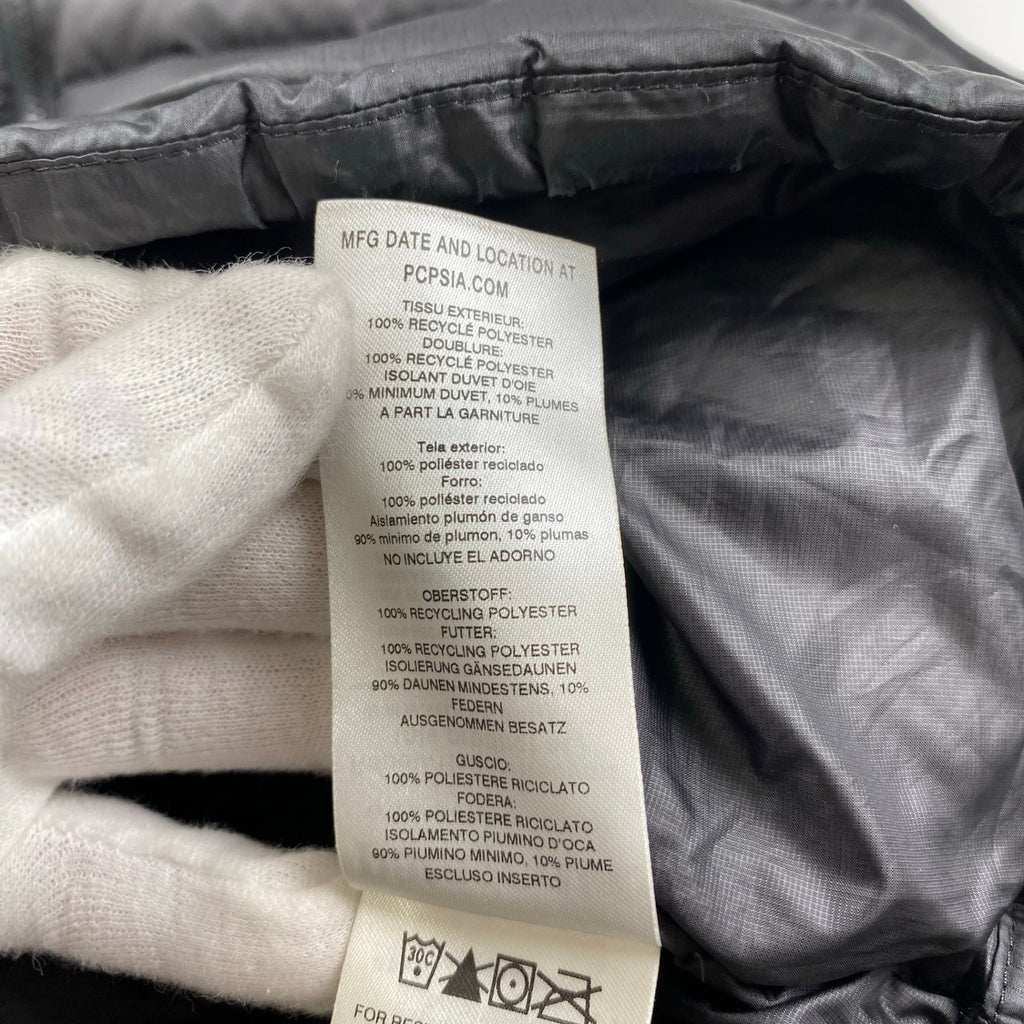 MFG DATE AND LOCATION AT
PCPSIA.COM
TISSU EXTERIEUR:
100% RECYCLÉ POLYESTER
DOUBLURE:
100% RECYCLÉ POLYESTER
ISOLANT DUVET D'OIE
0% MINIMUM DUVET, 10% PLUMES
A PART LA GARNITURE
Tela exterior:
100% poliéster reciclado
Forro:
100% poliéster reciclado
Aislamiento plumón de ganso
90% minimo de plumon, 10% plumas
NO INCLUYE EL ADORNO
OBERSTOFF:
100% RECYCLING POLYESTER
FUTTER:
100% RECYCLING POLYESTER
ISOLIERUNG GÄNSEDAUNEN
90% DAUNEN MINDESTENS, 10%
FEDERN
AUSGENOMMEN BESATZ
GUSCIO:
100% POLIESTERE RICICLATO
FODERA:
100% POLIESTERE RICICLATO
ISOLAMENTO PIUMINO D'OCA
90% PIUMINO MINIMO, 10% PIUME
ESCLUSO INSERTO
30C
FOR